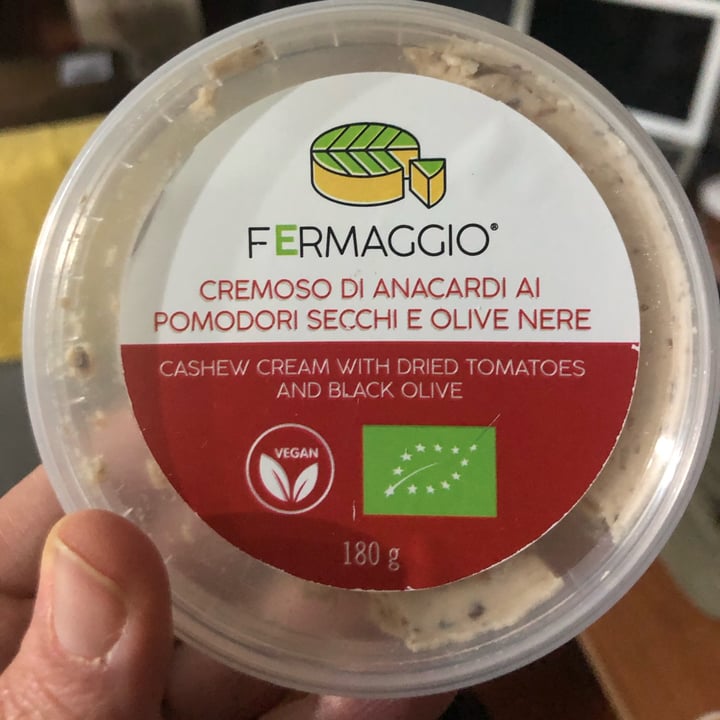 FERMAGGIO®
CREMOSO DI ANACARDI AI
POMODORI SECCHI E OLIVE NERE
CASHEW CREAM WITH DRIED TOMATOES
AND BLACK OLIVE
VEGAN
180 g